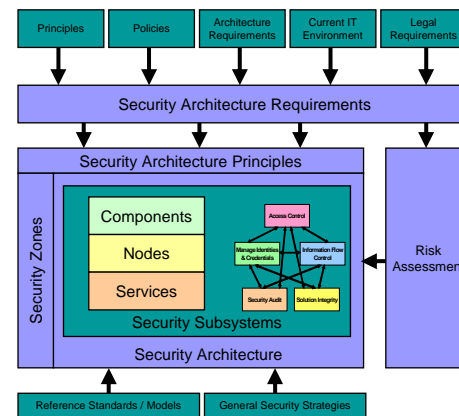 Principles
Policies
Architecture
Requirements
Current IT
Environment
Legal
Requirements
Security Architecture Requirements
Security Architecture Principles
Security Zones
Components
Nodes
Services
Access Control
Manage Identities
& Credentials
Information Flow
Control
Security Audit
Solution Integrity
Security Subsystems
Security Architecture
Risk
Assessment
Reference Standards / Models
General Security Strategies